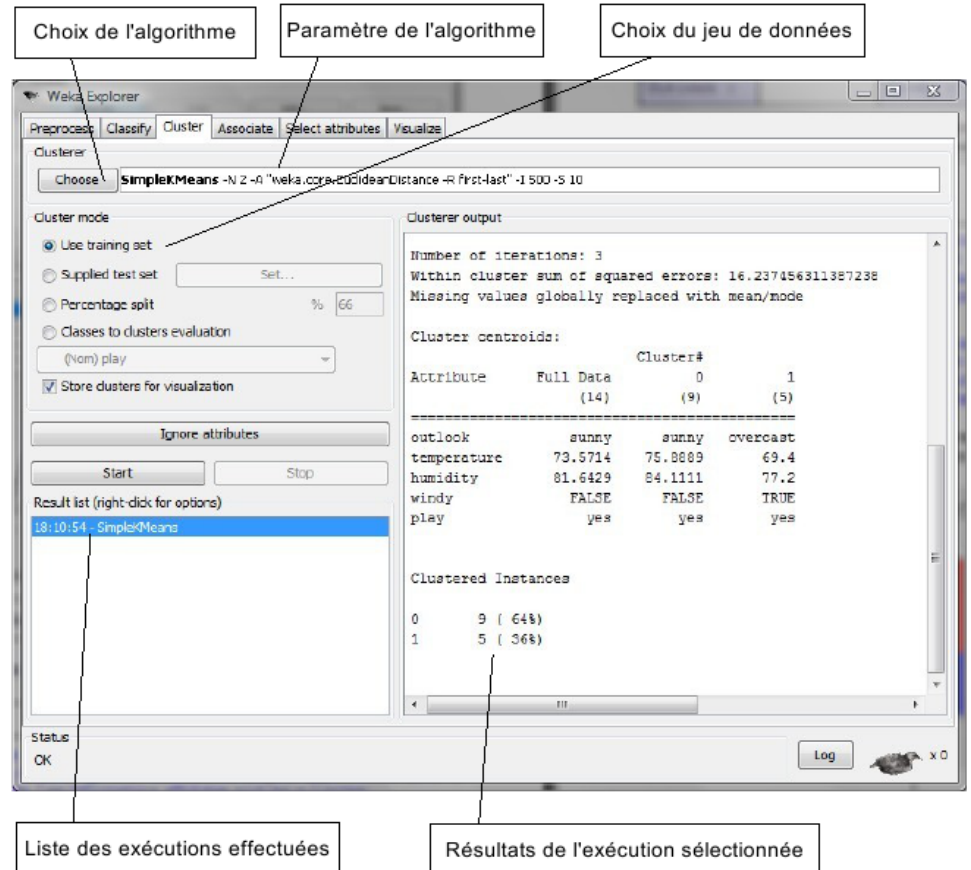 Choix de l'algorithme
Paramètre de l'algorithme
Choix du jeu de données
Weka Explorer
Preprocess Classify Cluster Associate Select attributes Visualize
Clusterer
Choose SimpleKMeans -N 2 -A "weka.core.EuclideanDistance -R first-last" -I 500 -S 10
Cluster mode
Use training set
Supplied test set Set...
Percentage split % 66
Classes to clusters evaluation
(Nom) play
Store clusters for visualization
Ignore attributes
Start Stop
Result list (right-click for options)
18:10:54 - SimpleKMeans
Clusterer output
Number of iterations: 3
Within cluster sum of squared errors: 16.237456311387238
Missing values globally replaced with mean/mode
Cluster centroids:
Cluster#
Attribute Full Data 0 1
(14) (9) (5)
==============================================
outlook sunny sunny overcast
temperature 73.5714 75.8889 69.4
humidity 81.6429 84.1111 77.2
windy FALSE FALSE TRUE
play yes yes yes
Clustered Instances
0 9 ( 64%)
1 5 ( 36%)
Status
OK
Log
x 0
Liste des exécutions effectuées
Résultats de l'exécution sélectionnée